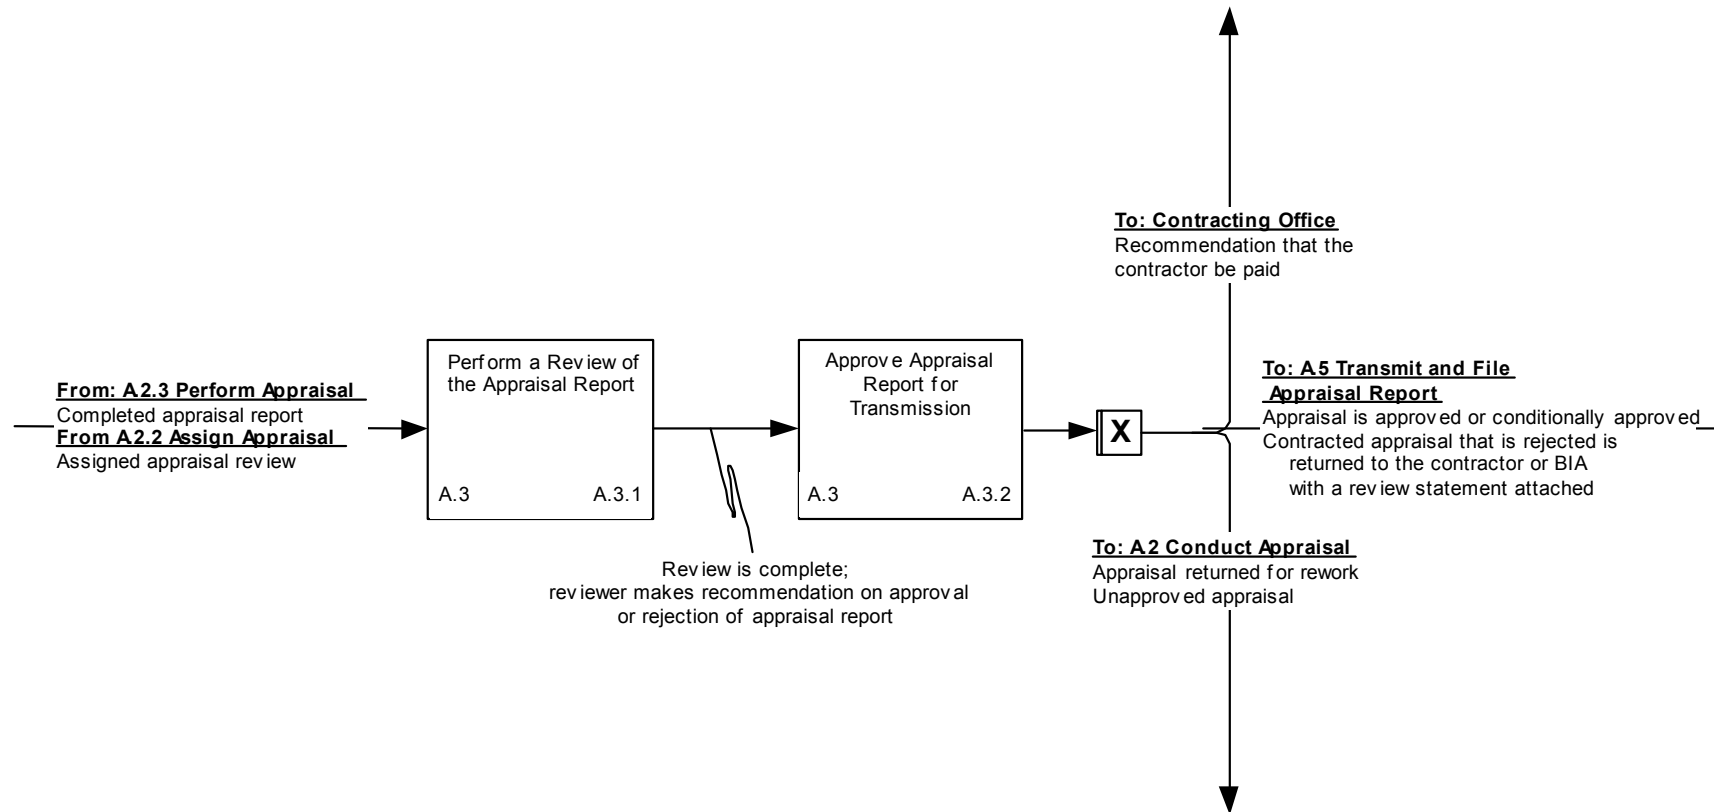 From: A.2.3 Perform Appraisal
Completed appraisal report
From A.2.2 Assign Appraisal
Assigned appraisal review
Perform a Review of
the Appraisal Report
A.3 A.3.1
Review is complete;
reviewer makes recommendation on approval
or rejection of appraisal report
Approve Appraisal
Report for
Transmission
A.3 A.3.2
X
To: Contracting Office
Recommendation that the
contractor be paid
To: A.5 Transmit and File
Appraisal Report
Appraisal is approved or conditionally approved
Contracted appraisal that is rejected is
returned to the contractor or BIA
with a review statement attached
To: A.2 Conduct Appraisal
Appraisal returned for rework
Unapproved appraisal